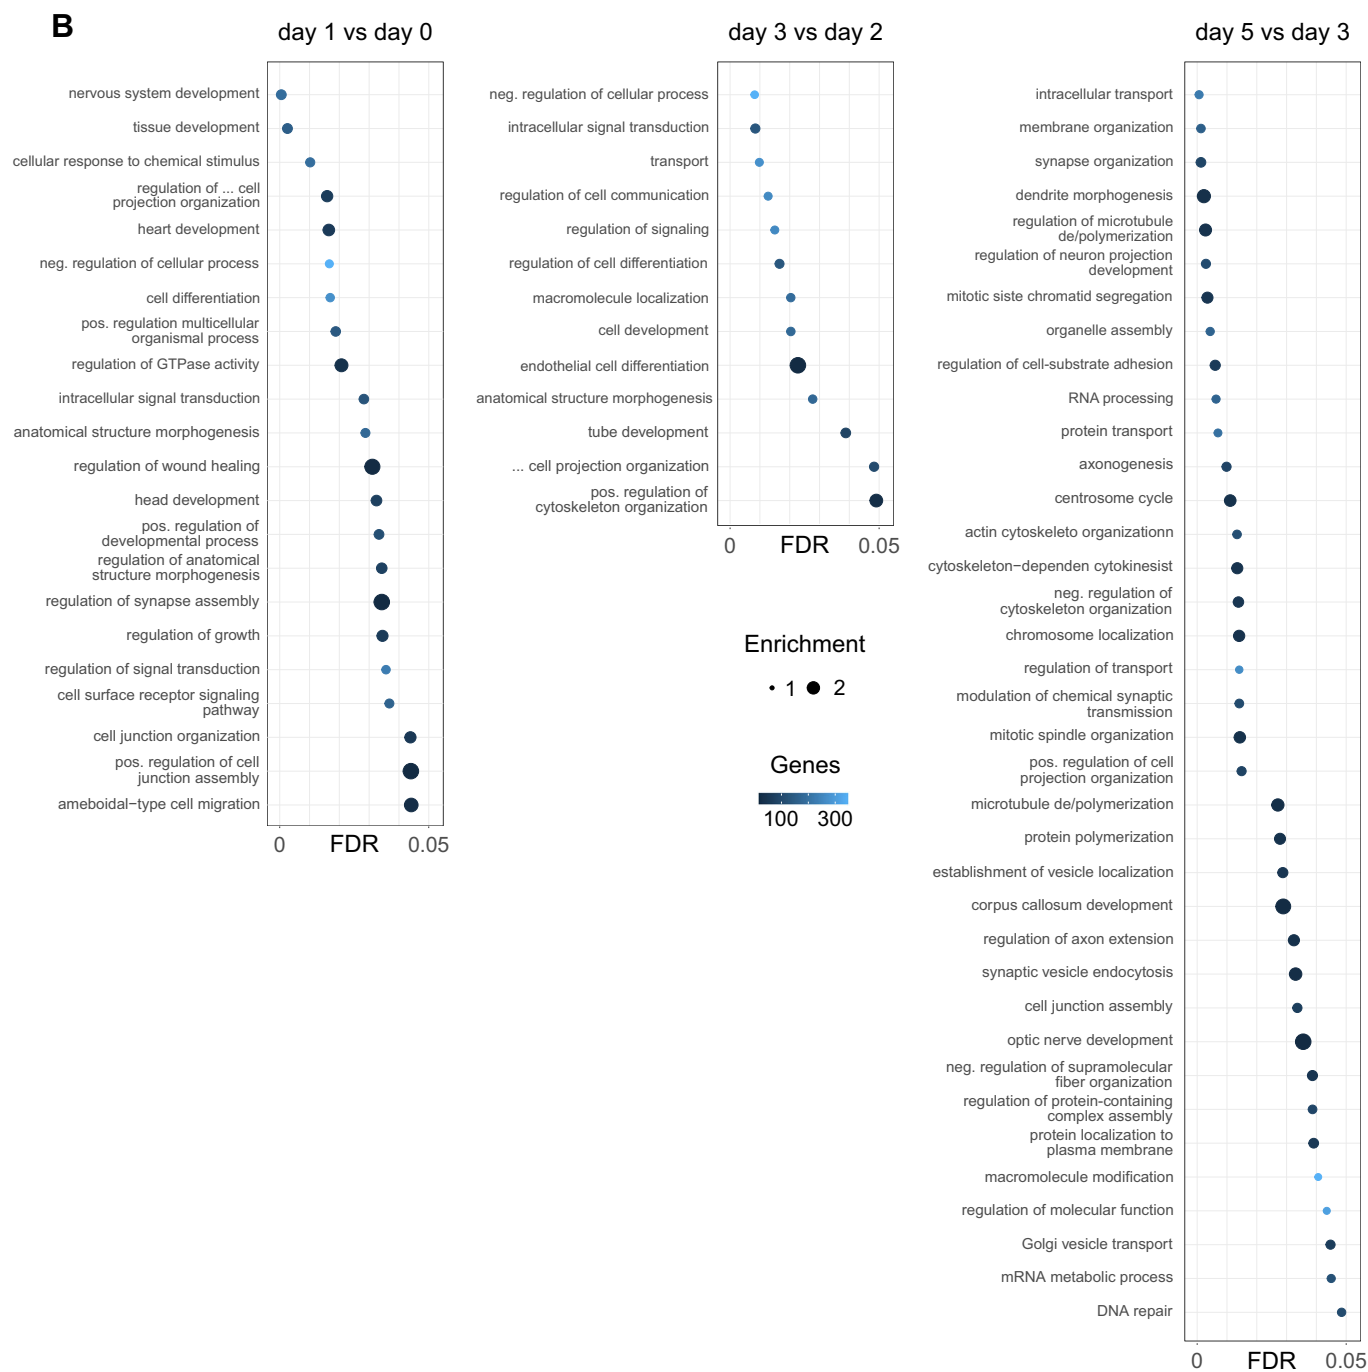 B
day 1 vs day 0
nervous system development
tissue development
cellular response to chemical stimulus
regulation of ... cell
projection organization
heart development
neg. regulation of cellular process
cell differentiation
pos. regulation multicellular
organismal process
regulation of GTPase activity
intracellular signal transduction
anatomical structure morphogenesis
regulation of wound healing
head development
pos. regulation of
developmental process
regulation of anatomical
structure morphogenesis
regulation of synapse assembly
regulation of growth
regulation of signal transduction
cell surface receptor signaling
pathway
cell junction organization
pos. regulation of cell
junction assembly
ameboidal−type cell migration
0 FDR 0.05
day 3 vs day 2
neg. regulation of cellular process
intracellular signal transduction
transport
regulation of cell communication
regulation of signaling
regulation of cell differentiation
macromolecule localization
cell development
endothelial cell differentiation
anatomical structure morphogenesis
tube development
... cell projection organization
pos. regulation of
cytoskeleton organization
0 FDR 0.05
Enrichment
1 2
Genes
100 300
day 5 vs day 3
intracellular transport
membrane organization
synapse organization
dendrite morphogenesis
regulation of microtubule
de/polymerization
regulation of neuron projection
development
mitotic siste chromatid segregation
organelle assembly
regulation of cell-substrate adhesion
RNA processing
protein transport
axonogenesis
centrosome cycle
actin cytoskeleto organizationn
cytoskeleton−dependen cytokinesist
neg. regulation of
cytoskeleton organization
chromosome localization
regulation of transport
modulation of chemical synaptic
transmission
mitotic spindle organization
pos. regulation of cell
projection organization
microtubule de/polymerization
protein polymerization
establishment of vesicle localization
corpus callosum development
regulation of axon extension
synaptic vesicle endocytosis
cell junction assembly
optic nerve development
neg. regulation of supramolecular
fiber organization
regulation of protein-containing
complex assembly
protein localization to
plasma membrane
macromolecule modification
regulation of molecular function
Golgi vesicle transport
mRNA metabolic process
DNA repair
0 FDR 0.05